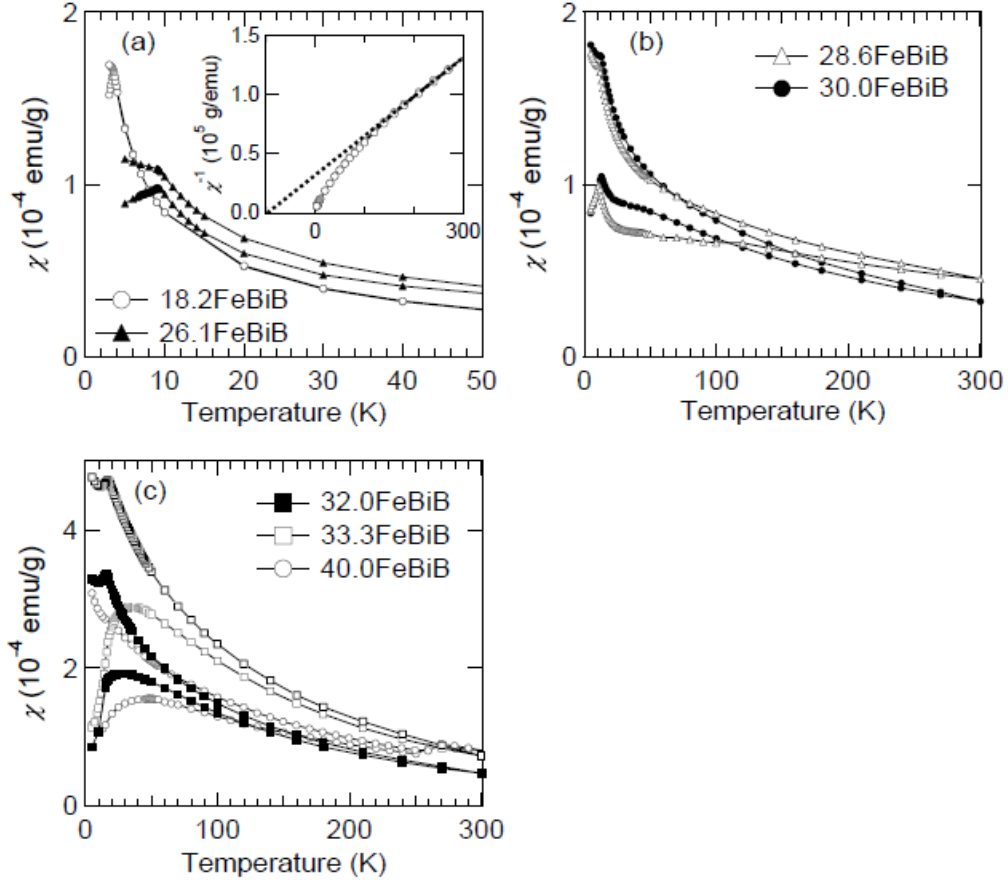 (a)
χ (10⁻⁴ emu/g)
2
1
0
0 10 20 30 40 50
Temperature (K)
18.2FeBiB
26.1FeBiB
χ⁻¹ (10⁵ g/emu)
1.5
1.0
0.5
0.0
0 300
(b)
χ (10⁻⁴ emu/g)
2
1
0
0 100 200 300
Temperature (K)
28.6FeBiB
30.0FeBiB
(c)
χ (10⁻⁴ emu/g)
4
2
0
0 100 200 300
Temperature (K)
32.0FeBiB
33.3FeBiB
40.0FeBiB